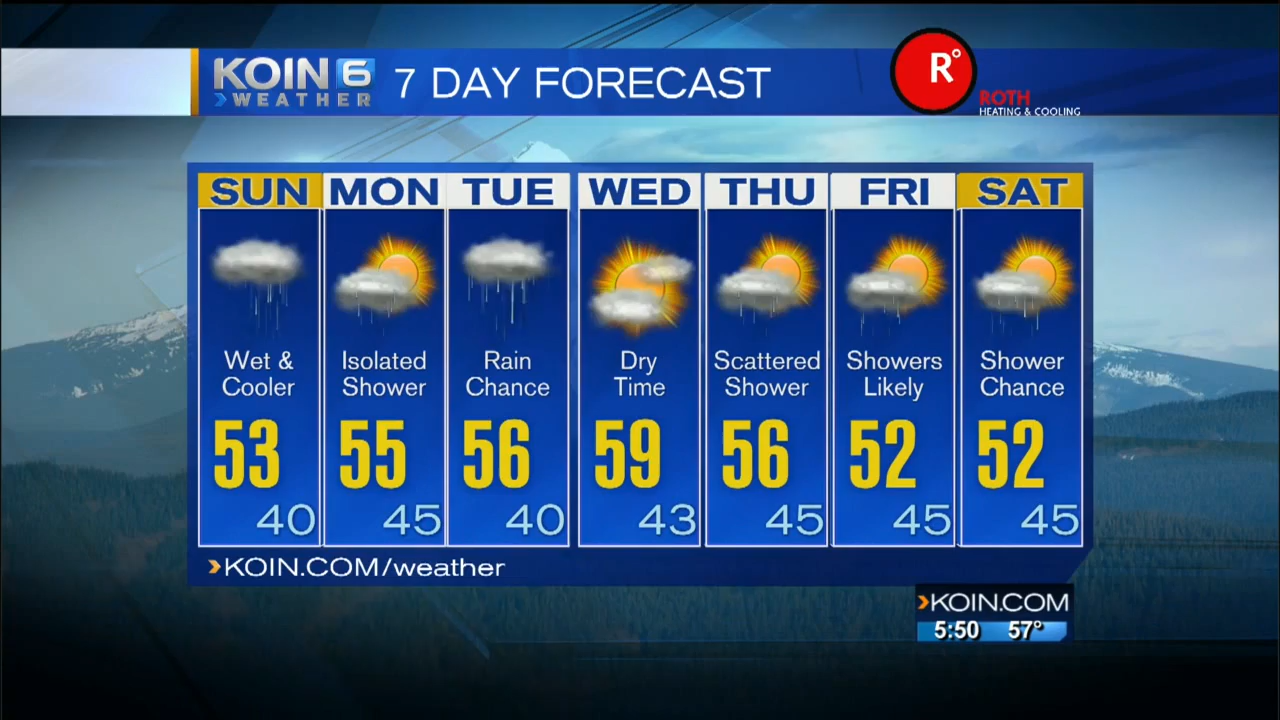 KOIN 6
WEATHER
7 DAY FORECAST
R°
ROTH
HEATING & COOLING
SUN MON TUE WED THU FRI SAT
Wet & Isolated Rain Dry Scattered Showers Shower
Cooler Shower Chance Time Shower Likely Chance
53 55 56 59 56 52 52
40 45 40 43 45 45 45
KOIN.COM/weather
KOIN.COM
5:50 57°